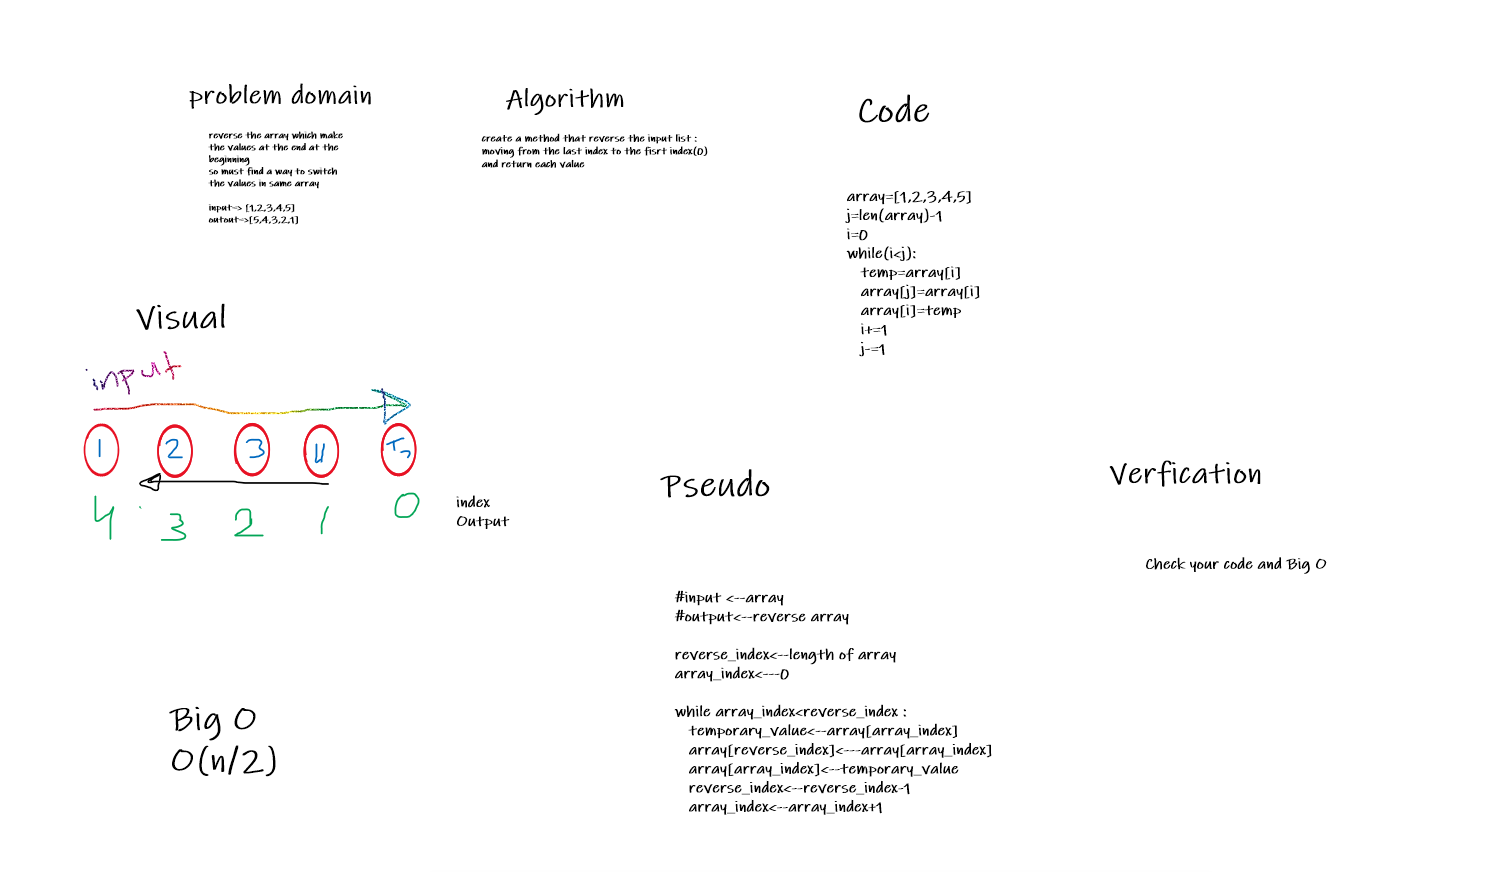 problem domain
reverse the array which make
the values at the end at the
beginning
so must find a way to switch
the values in same array
input=> [1,2,3,4,5]
outout=>[5,4,3,2,1]
Algorithm
create a method that reverse the input list :
moving from the last index to the fisrt index(0)
and return each value
Code
array=[1,2,3,4,5]
j=len(array)-1
i=0
while(i<j):
temp=array[i]
array[j]=array[i]
array[i]=temp
i+=1
j-=1
Visual
input
1 2 3 4 5
4 3 2 1 0
index
Output
Big O
O(n/2)
Pseudo
#input <--array
#output<--reverse array
reverse_index<--length of array
array_index<---0
while array_index<reverse_index :
temporary_value<--array[array_index]
array[reverse_index]<---array[array_index]
array[array_index]<--temporary_value
reverse_index<--reverse_index-1
array_index<--array_index+1
Verfication
Check your code and Big O